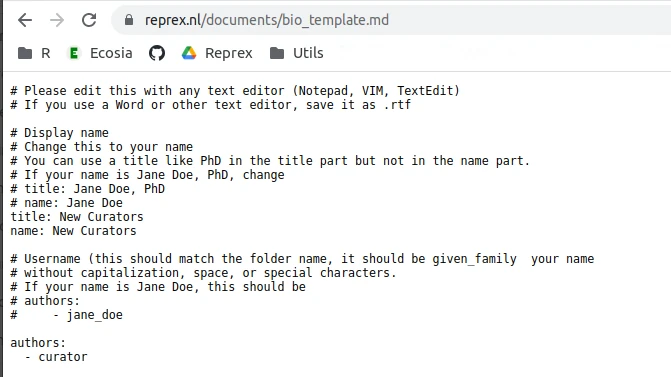 reprex.nl/documents/bio_template.md
R Ecosia Reprex Utils
# Please edit this with any text editor (Notepad, VIM, TextEdit)
# If you use a Word or other text editor, save it as .rtf
# Display name
# Change this to your name
# You can use a title like PhD in the title part but not in the name part.
# If your name is Jane Doe, PhD, change
# title: Jane Doe, PhD
# name: Jane Doe
title: New Curators
name: New Curators
# Username (this should match the folder name, it should be given_family  your name
# without capitalization, space, or special characters.
# If your name is Jane Doe, this should be
# authors:
#     - jane_doe
authors:
  - curator